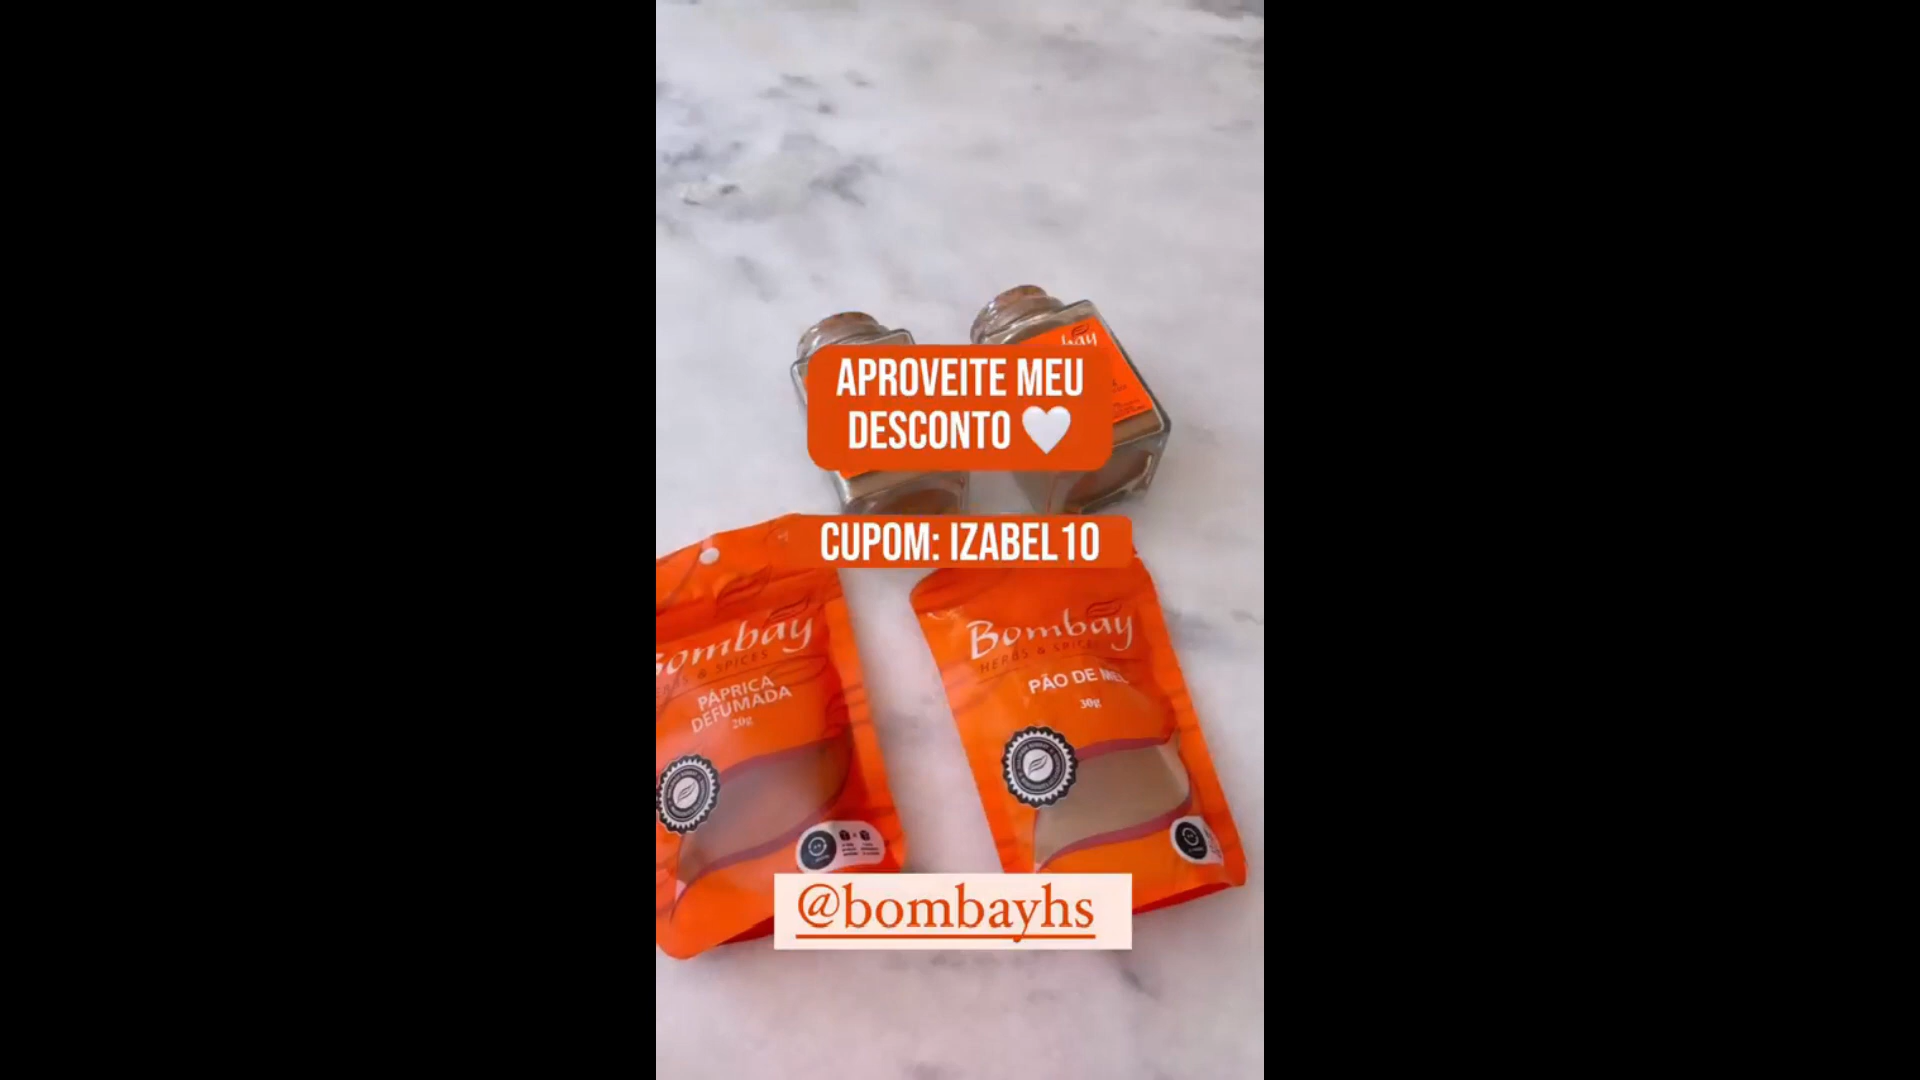 APROVEITE MEU
DESCONTO 🤍
CUPOM: IZABEL10
Bombay
HERBS & SPICES
PÁPRICA
DEFUMADA
20g
Bombay
HERBS & SPICES
PÃO DE MEL
30g
@bombayhs